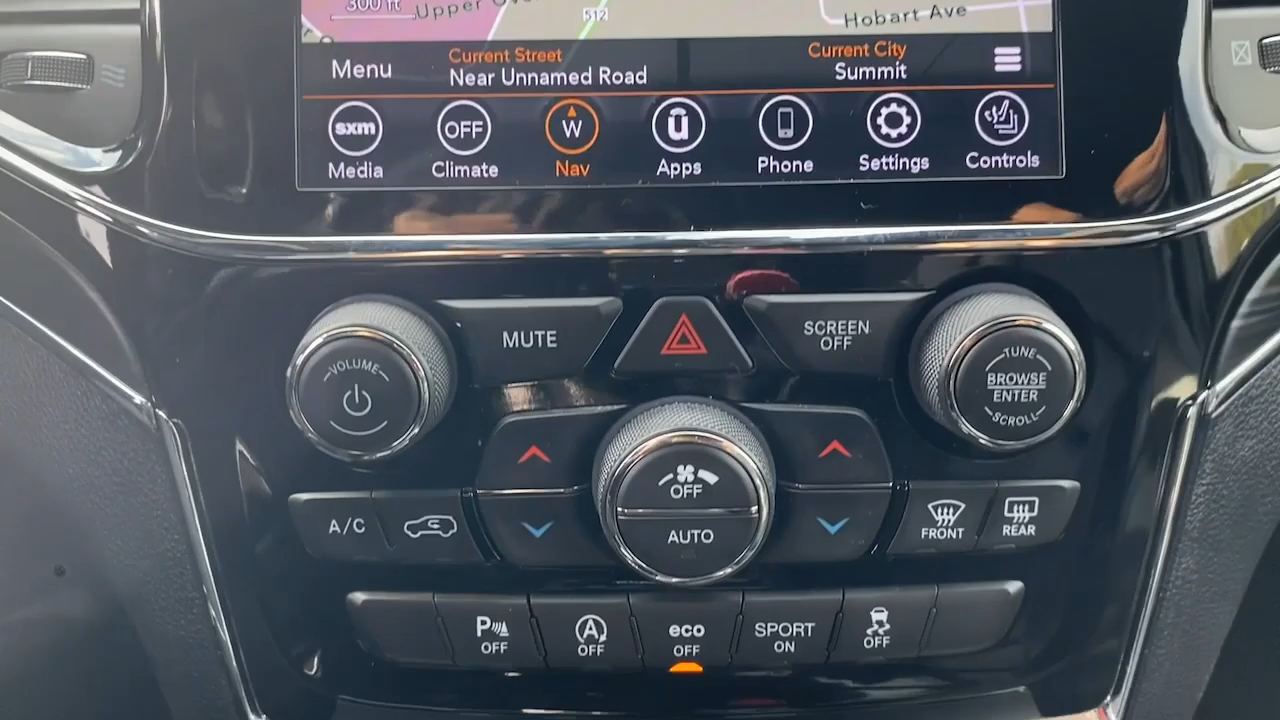 300 ft
Upper
512
Hobart Ave
Menu
Current Street
Near Unnamed Road
Current City
Summit
sxm
OFF
W
u
Media
Climate
Nav
Apps
Phone
Settings
Controls
VOLUME
MUTE
SCREEN
OFF
TUNE
BROWSE
ENTER
SCROLL
OFF
AUTO
A/C
FRONT
REAR
P
OFF
A
OFF
eco
OFF
SPORT
ON
OFF